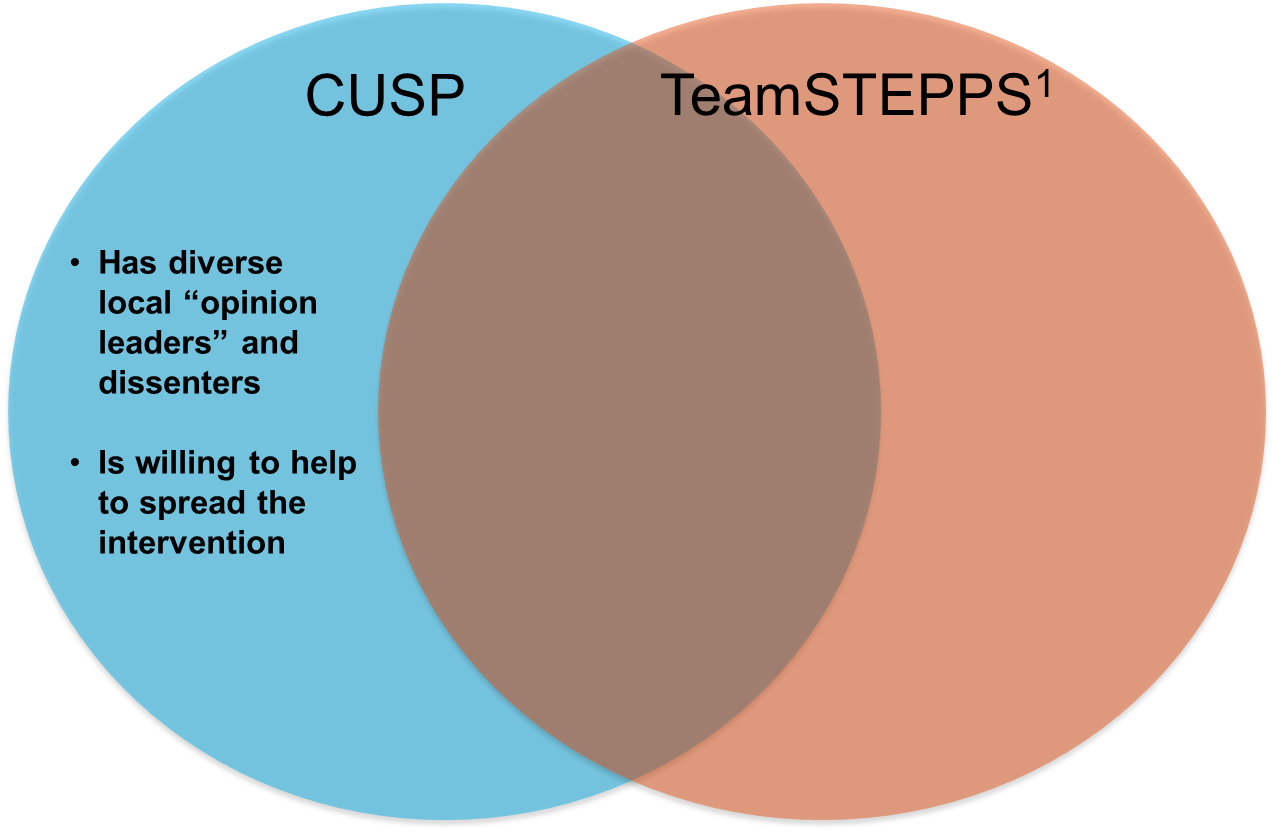 CUSP
TeamSTEPPS¹
• Has diverse
local “opinion
leaders” and
dissenters
• Is willing to help
to spread the
intervention